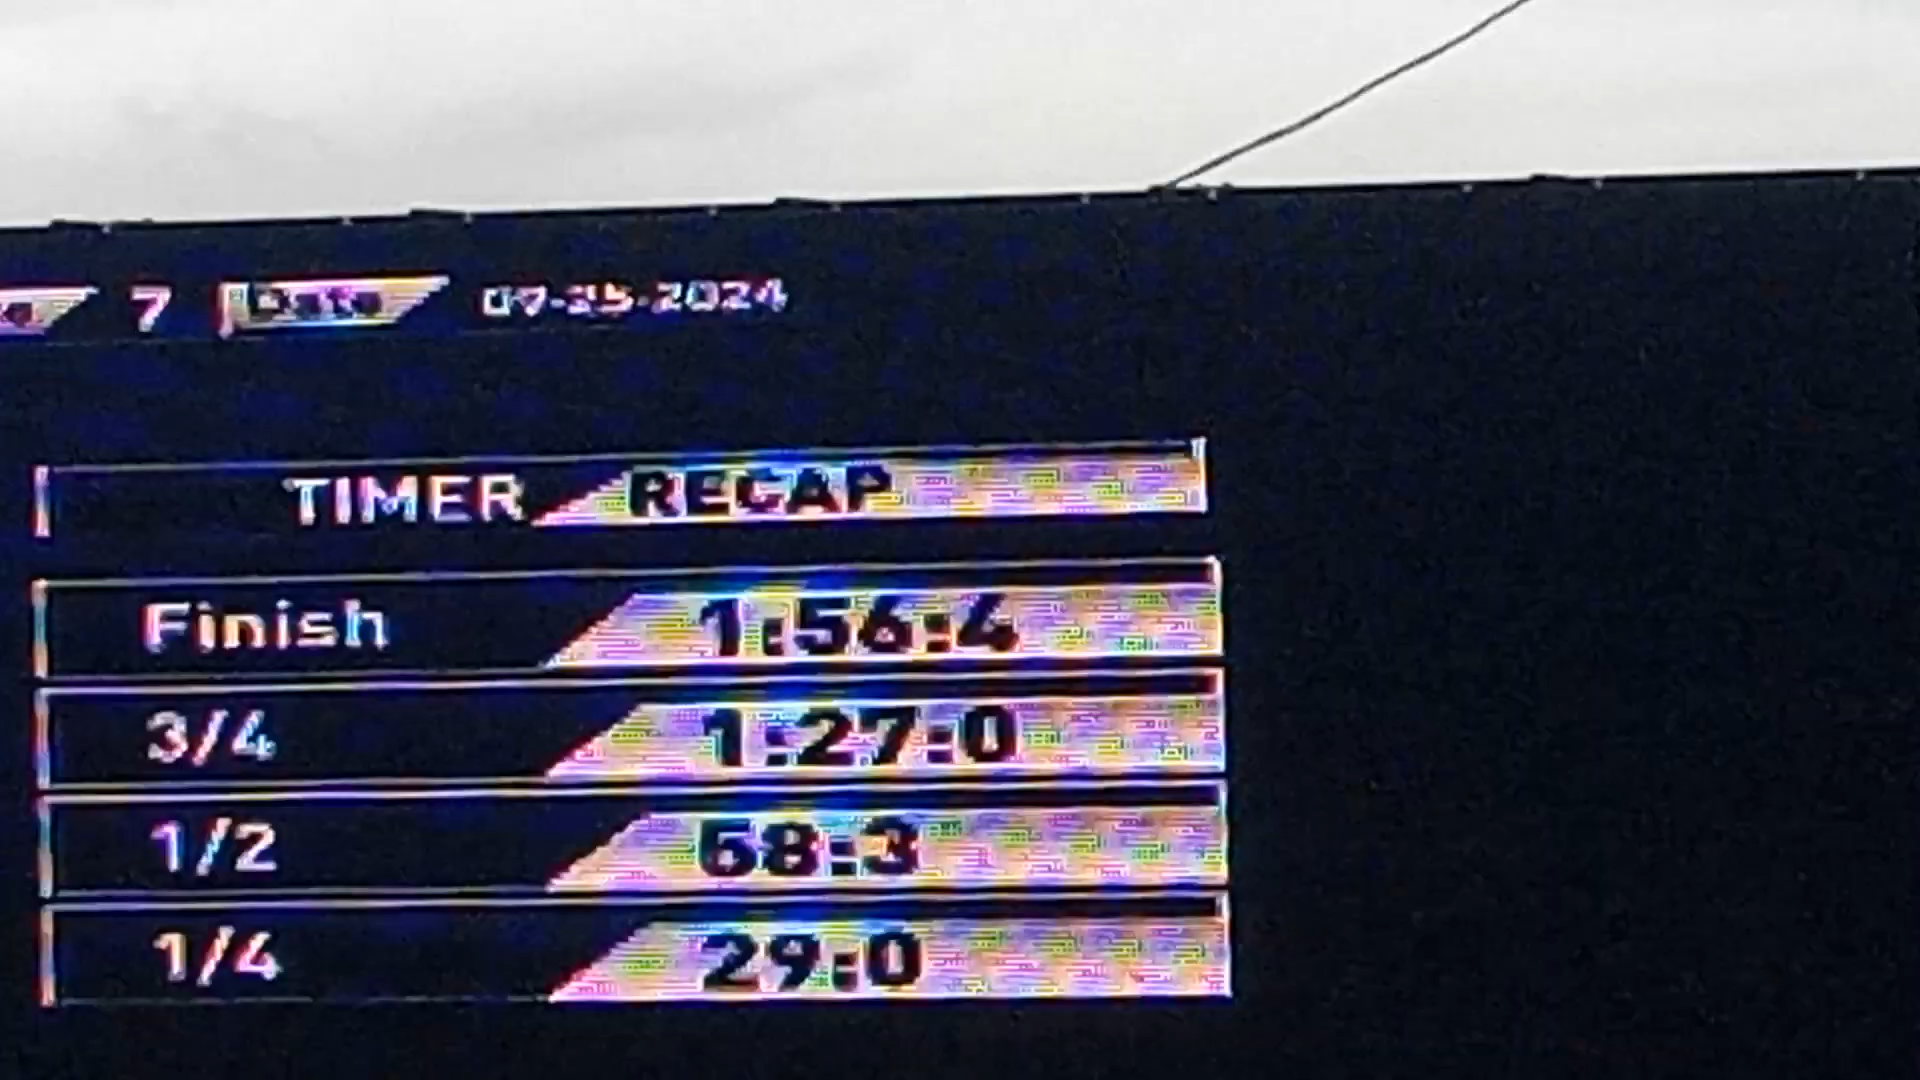 7 Date 07-25-2024
TIMER RECAP
Finish 1:56:4
3/4 1:27:0
1/2 58:3
1/4 29:0